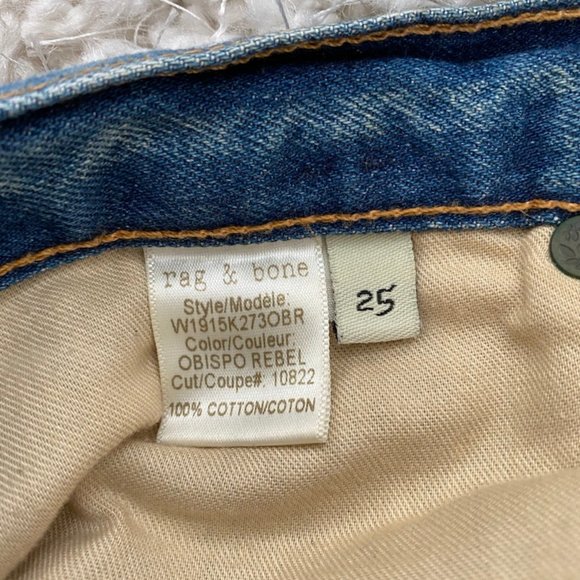 rag & bone
Style/Modèle:
W1915K273OBR
Color/Couleur:
OBISPO REBEL
Cut/Coupe#: 10822
100% COTTON/COTON
25